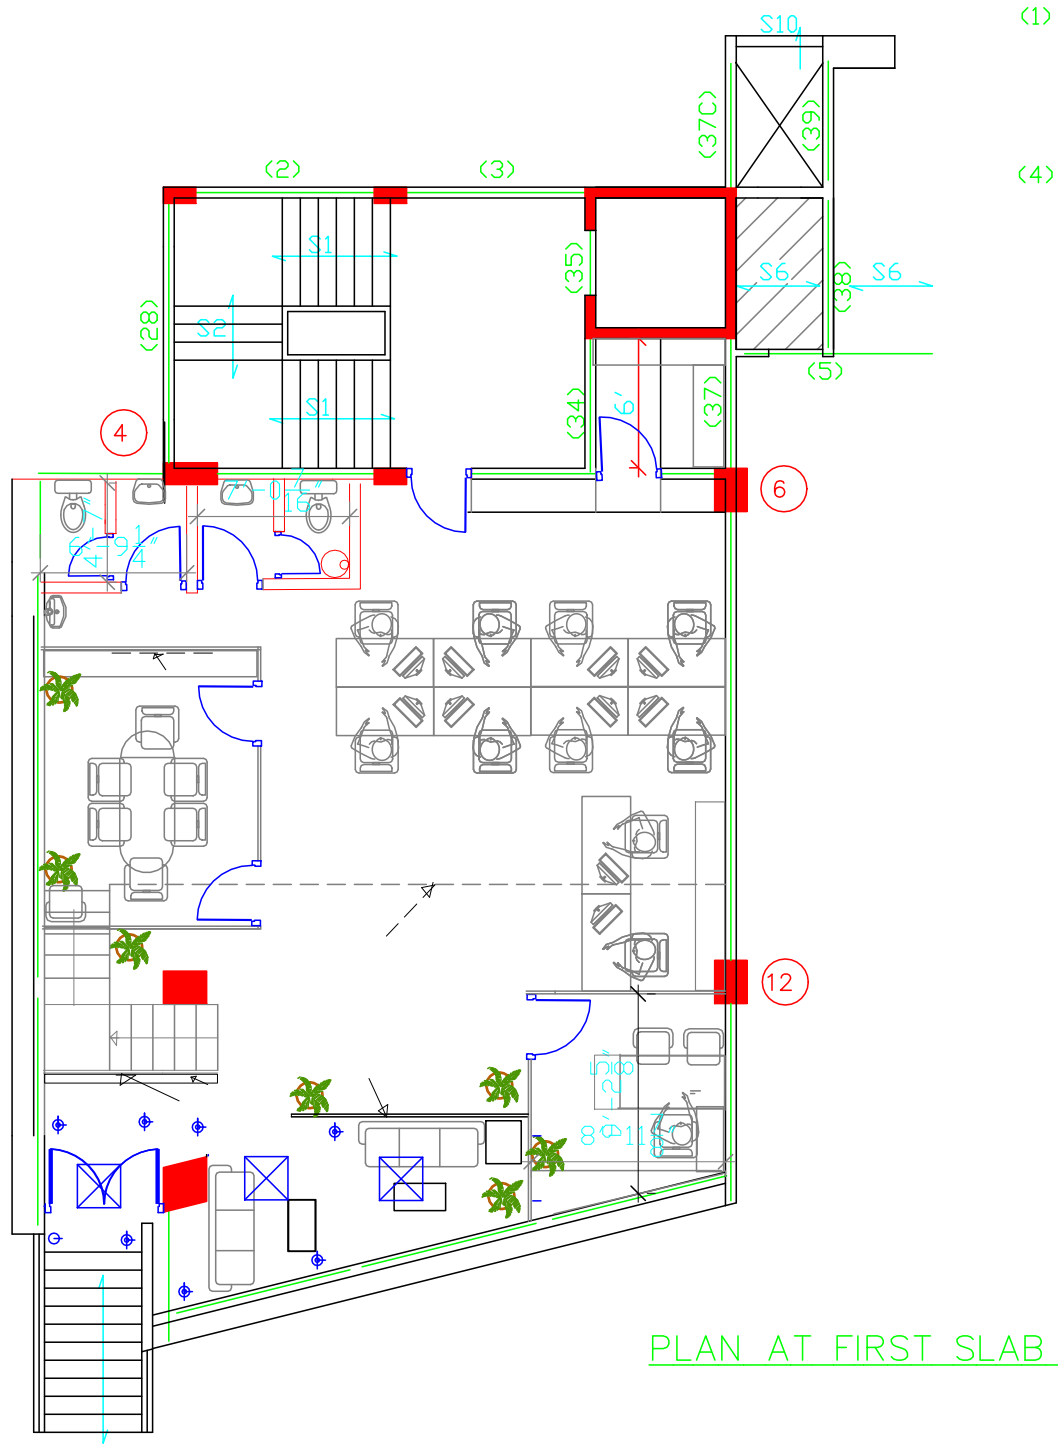 (1)
S10
(37C)
(39)
(2)
(3)
(4)
S1
(35)
S6
(38)
S6
(28)
S2
(5)
6'
S1
(34)
(37)
4
6
12
PLAN AT FIRST SLAB